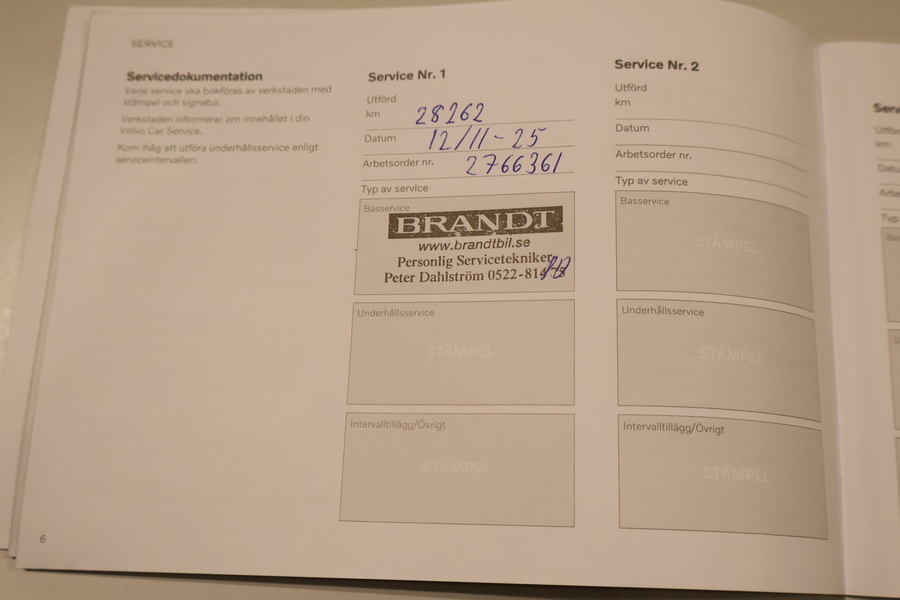 SERVICE
Servicedokumentation
Varje service ska bokföras av verkstaden med
stämpel och signatur.
Verkstaden informerar om innehållet i din
Volvo Car Service.
Kom ihåg att utföra underhållsservice enligt
serviceintervallen.
Service Nr. 1
Utförd
km 28262
Datum 12/11-25
Arbetsorder nr. 2766361
Typ av service
Basservice
BRANDT
www.brandtbil.se
Personlig Servicetekniker
Peter Dahlström 0522-814
Underhållsservice
STÄMPEL
Intervalltillägg/Övrigt
STÄMPEL
Service Nr. 2
Utförd
km
Datum
Arbetsorder nr.
Typ av service
Basservice
STÄMPEL
Underhållsservice
STÄMPEL
Intervalltillägg/Övrigt
STÄMPEL
6